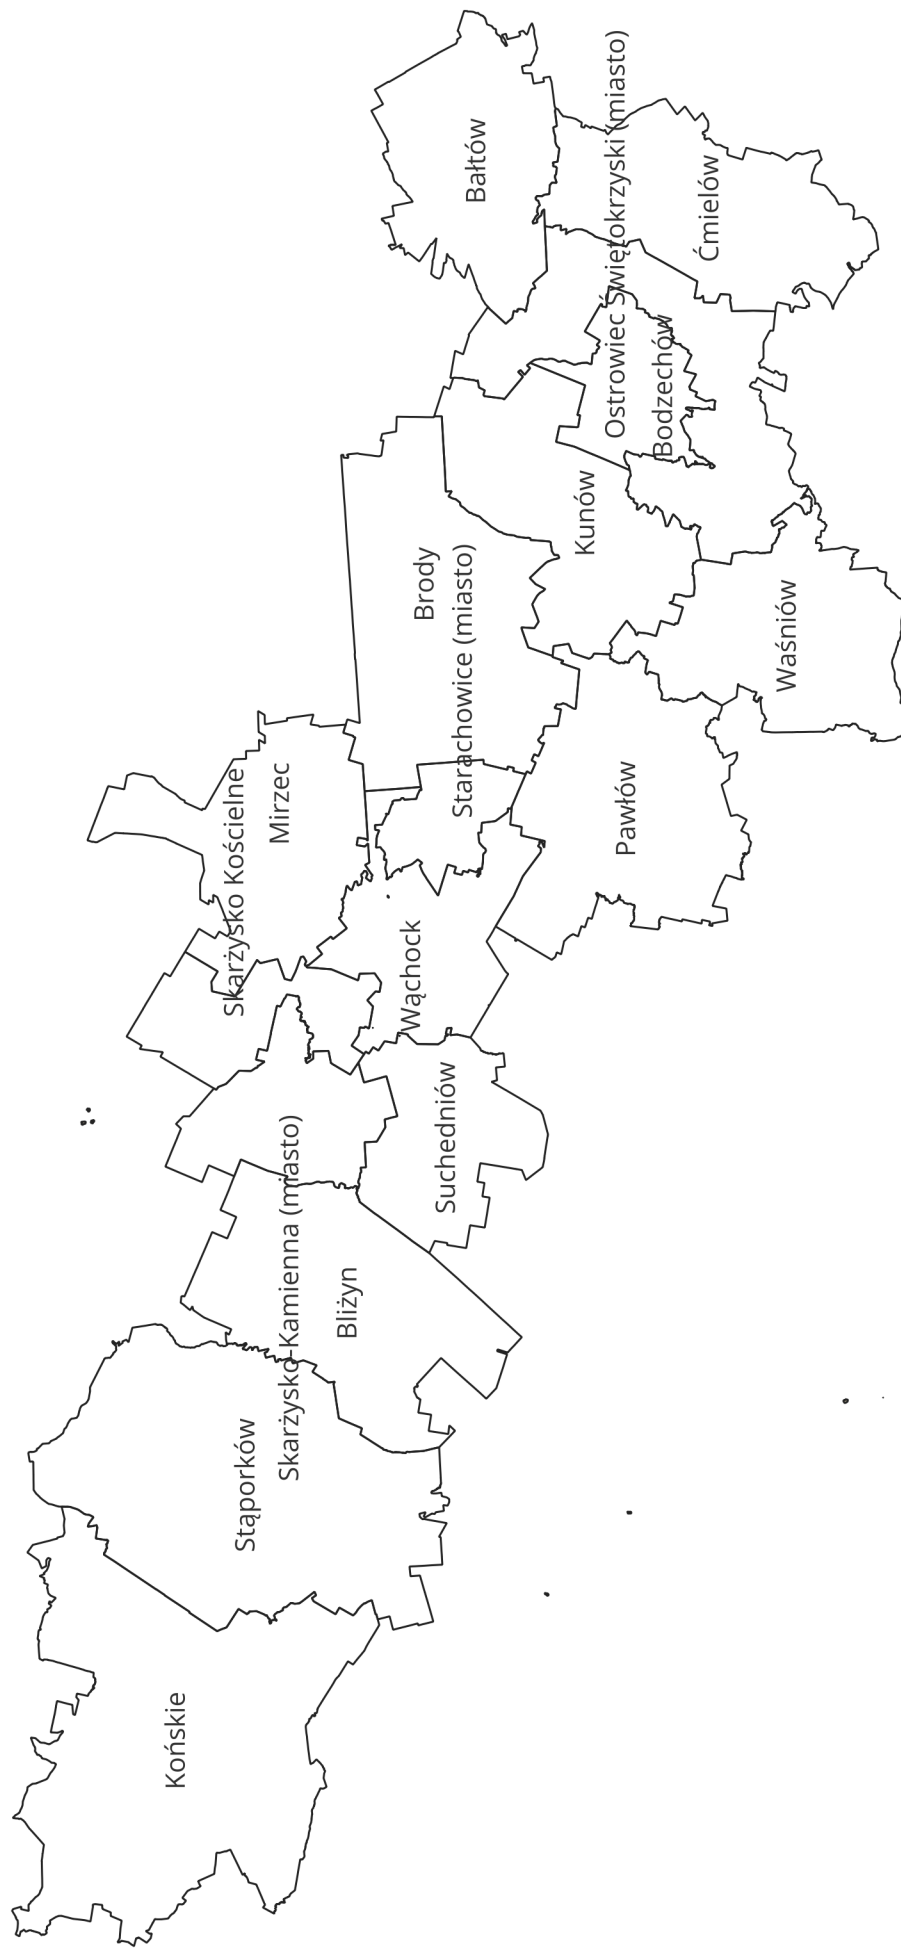 Końskie
Stąporków
Skarżysko-Kamienna (miasto)
Bliżyn
Skarżysko Kościelne
Mirzec
Suchedniów
Wąchock
Starachowice (miasto)
Brody
Pawłów
Kunów
Waśniów
Bodzechów
Ostrowiec Świętokrzyski (miasto)
Bałtów
Ćmielów